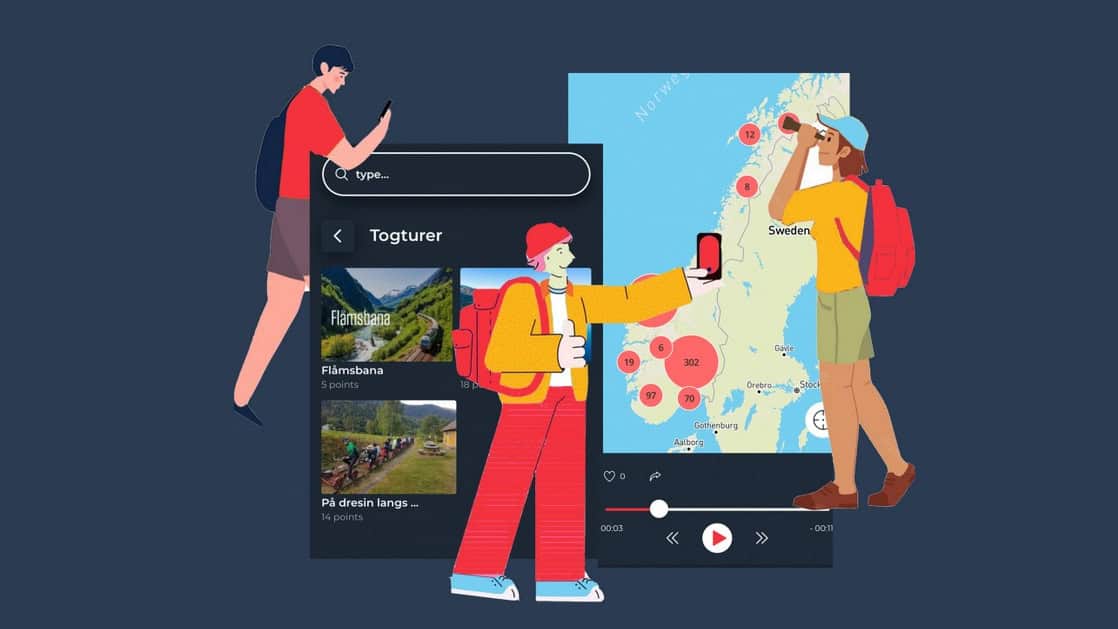 type...
Togturer
Flåmsbana
Flåmsbana
5 points
18 p
På dresin langs ...
14 points
Norweg
12
8
Sweden
6
19
302
97
70
Gävle
Örebro
Stock
Gothenburg
Aalborg
0
00:03
- 00:11